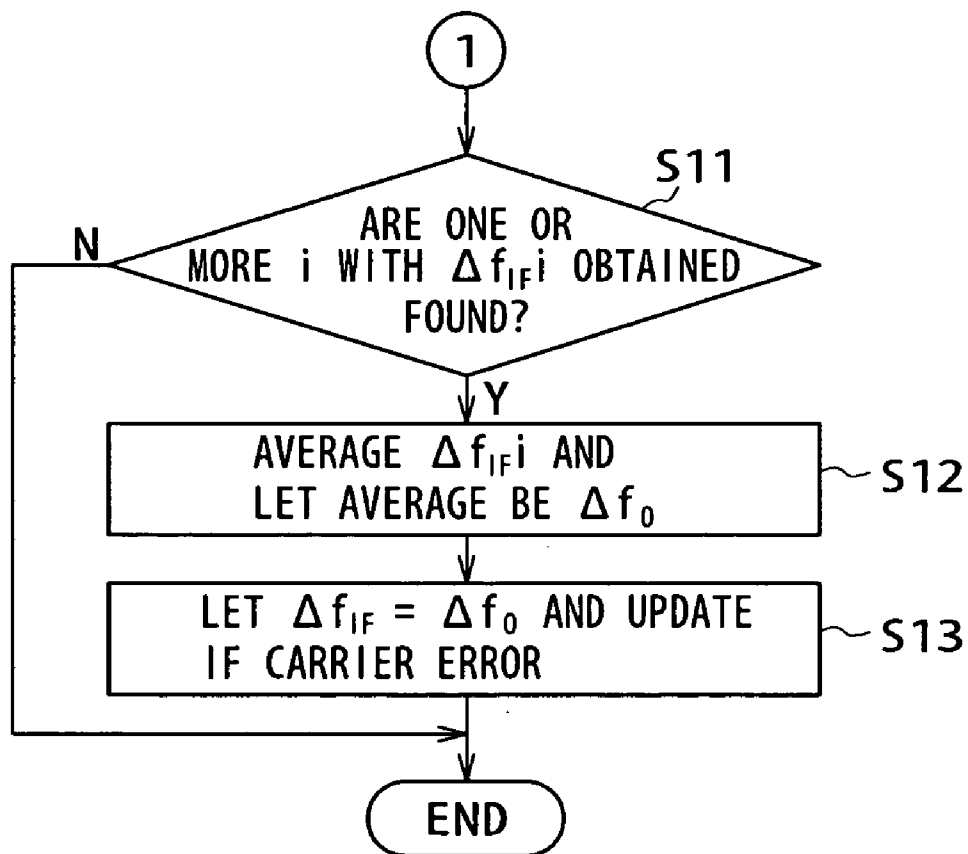 1
S11
ARE ONE OR
N
MORE i WITH Δf_IF i OBTAINED
FOUND?
Y
AVERAGE Δf_IF i AND
LET AVERAGE BE Δf_0
S12
LET Δf_IF = Δf_0 AND UPDATE
IF CARRIER ERROR
S13
END